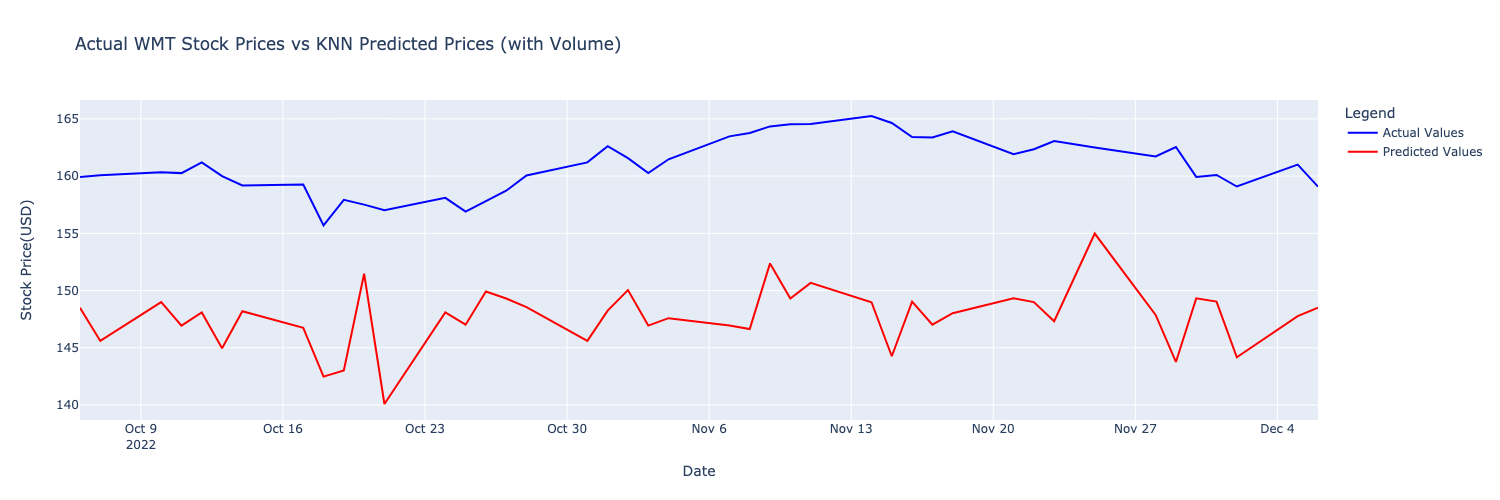 Actual WMT Stock Prices vs KNN Predicted Prices (with Volume)
Legend
Actual Values
Predicted Values
Stock Price(USD)
165
160
155
150
145
140
Oct 9
2022
Oct 16
Oct 23
Oct 30
Nov 6
Nov 13
Nov 20
Nov 27
Dec 4
Date